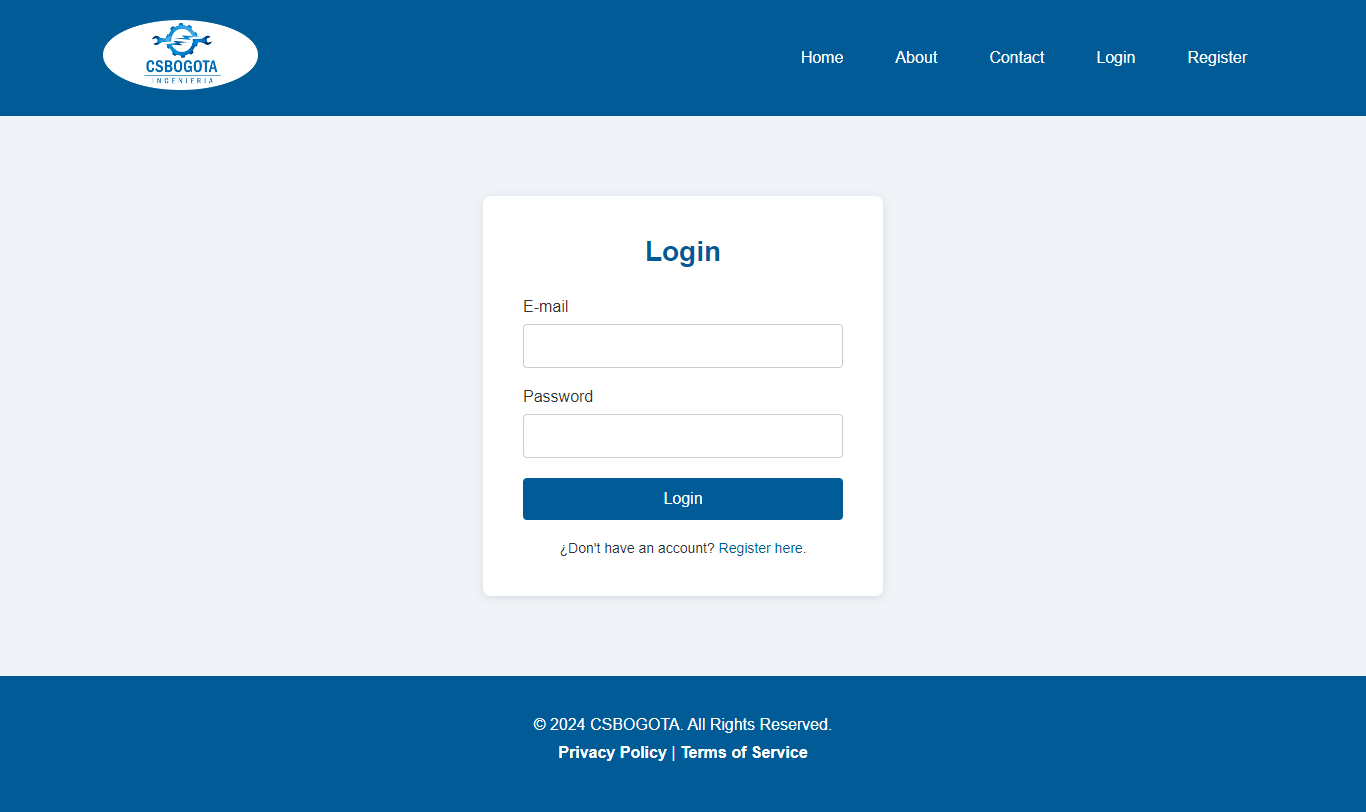 CSBOGOTA
INGENIERIA
Home About Contact Login Register
Login
E-mail
Password
Login
¿Don't have an account? Register here.
© 2024 CSBOGOTA. All Rights Reserved.
Privacy Policy | Terms of Service